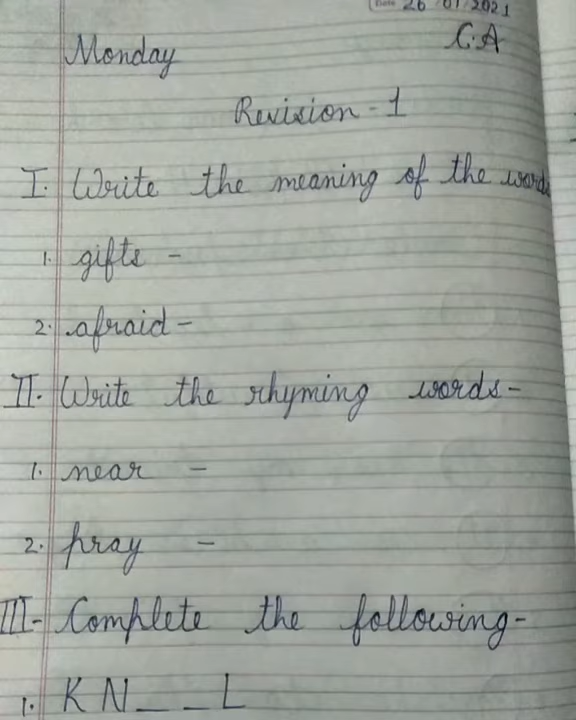 Date 26 01 2021
Monday
C.A
Revision - 1
I. Write the meaning of the words
1. gifts -
2. afraid -
II. Write the rhyming words -
1. near -
2. pray -
III - Complete the following -
1. K N _ _ L